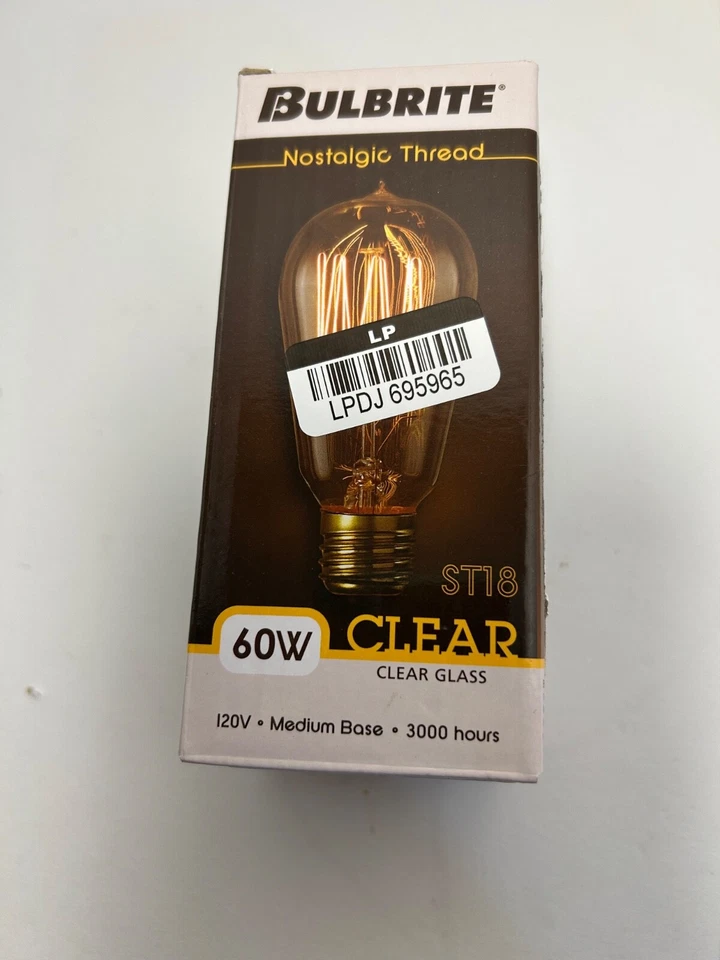 BULBRITE®
Nostalgic Thread
LP
LPDJ 695965
ST18
60W
CLEAR
CLEAR GLASS
120V • Medium Base • 3000 hours